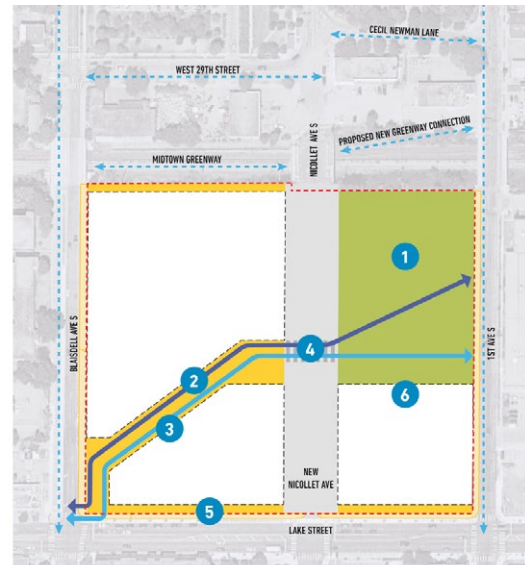 CECIL NEWMAN LANE
WEST 29TH STREET
NICOLLET AVE S
PROPOSED NEW GREENWAY CONNECTION
MIDTOWN GREENWAY
1
BLAISDELL AVE S
1ST AVE S
4
2
6
3
NEW
NICOLLET AVE
5
LAKE STREET